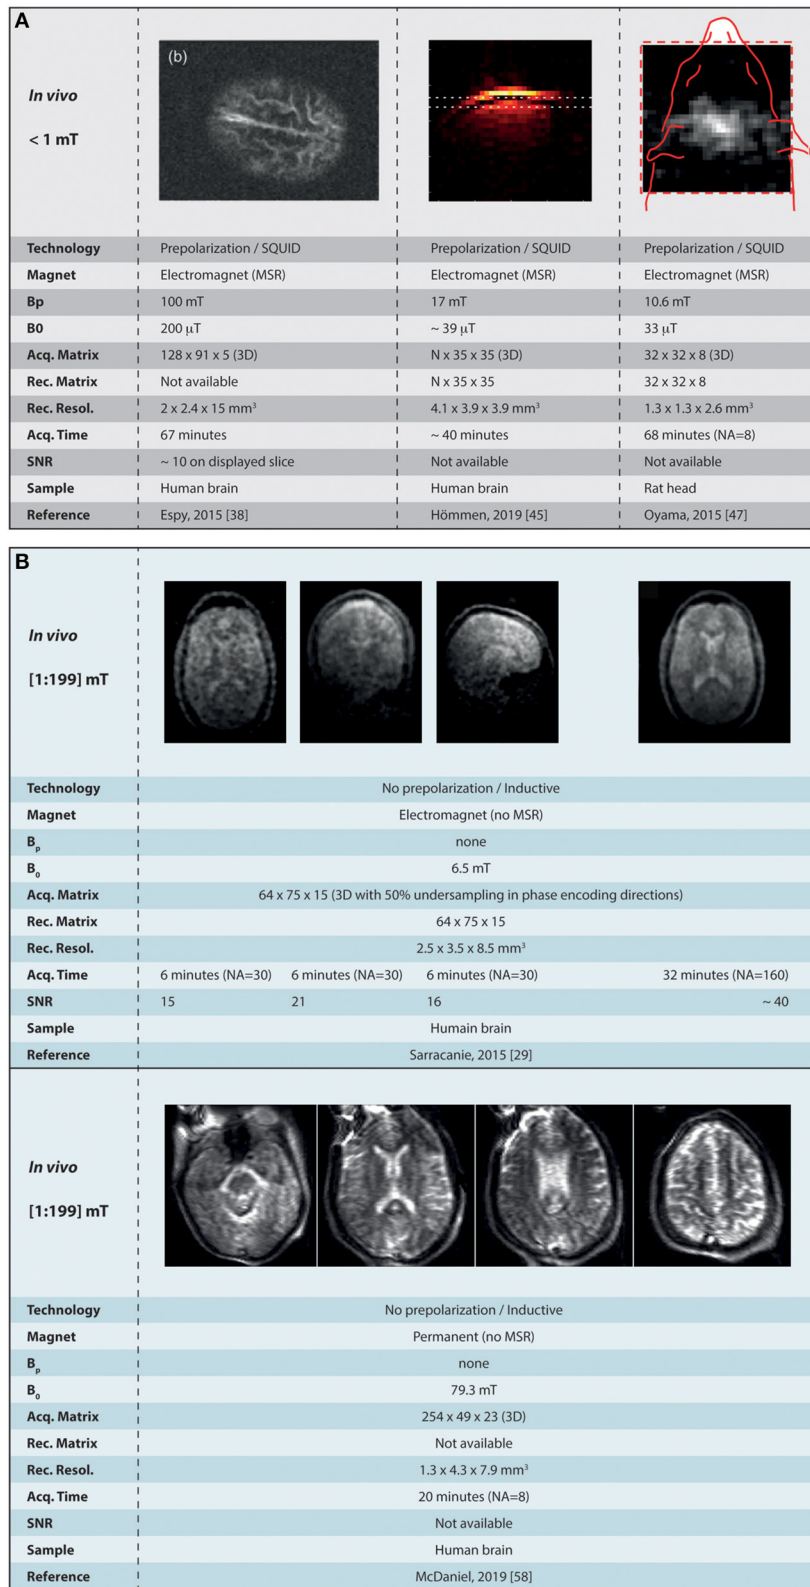 A
In vivo
< 1 mT
(b)
Technology Prepolarization / SQUID Prepolarization / SQUID Prepolarization / SQUID
Magnet Electromagnet (MSR) Electromagnet (MSR) Electromagnet (MSR)
Bp 100 mT 17 mT 10.6 mT
B0 200 µT ~ 39 µT 33 µT
Acq. Matrix 128 x 91 x 5 (3D) N x 35 x 35 (3D) 32 x 32 x 8 (3D)
Rec. Matrix Not available N x 35 x 35 32 x 32 x 8
Rec. Resol. 2 x 2.4 x 15 mm³ 4.1 x 3.9 x 3.9 mm³ 1.3 x 1.3 x 2.6 mm³
Acq. Time 67 minutes ~ 40 minutes 68 minutes (NA=8)
SNR ~ 10 on displayed slice Not available Not available
Sample Human brain Human brain Rat head
Reference Espy, 2015 [38] Hömmen, 2019 [45] Oyama, 2015 [47]
B
In vivo
[1:199] mT
Technology No prepolarization / Inductive
Magnet Electromagnet (no MSR)
Bₚ none
B₀ 6.5 mT
Acq. Matrix 64 x 75 x 15 (3D with 50% undersampling in phase encoding directions)
Rec. Matrix 64 x 75 x 15
Rec. Resol. 2.5 x 3.5 x 8.5 mm³
Acq. Time 6 minutes (NA=30) 6 minutes (NA=30) 6 minutes (NA=30) 32 minutes (NA=160)
SNR 15 21 16 ~ 40
Sample Humain brain
Reference Sarracanie, 2015 [29]
In vivo
[1:199] mT
Technology No prepolarization / Inductive
Magnet Permanent (no MSR)
Bₚ none
B₀ 79.3 mT
Acq. Matrix 254 x 49 x 23 (3D)
Rec. Matrix Not available
Rec. Resol. 1.3 x 4.3 x 7.9 mm³
Acq. Time 20 minutes (NA=8)
SNR Not available
Sample Human brain
Reference McDaniel, 2019 [58]